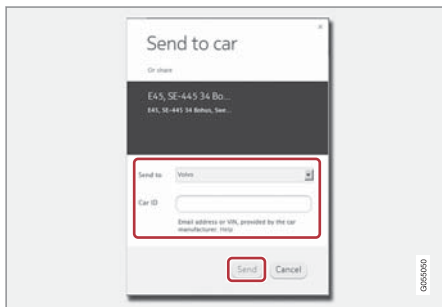 ×
Send to car
Or share
E45, SE-445 34 Bo...
E45, SE-445 34 Bohus, Swe...
Send to Volvo
Car ID
Email address or VIN, provided by the car
manufacturer. Help
Send Cancel
G055050